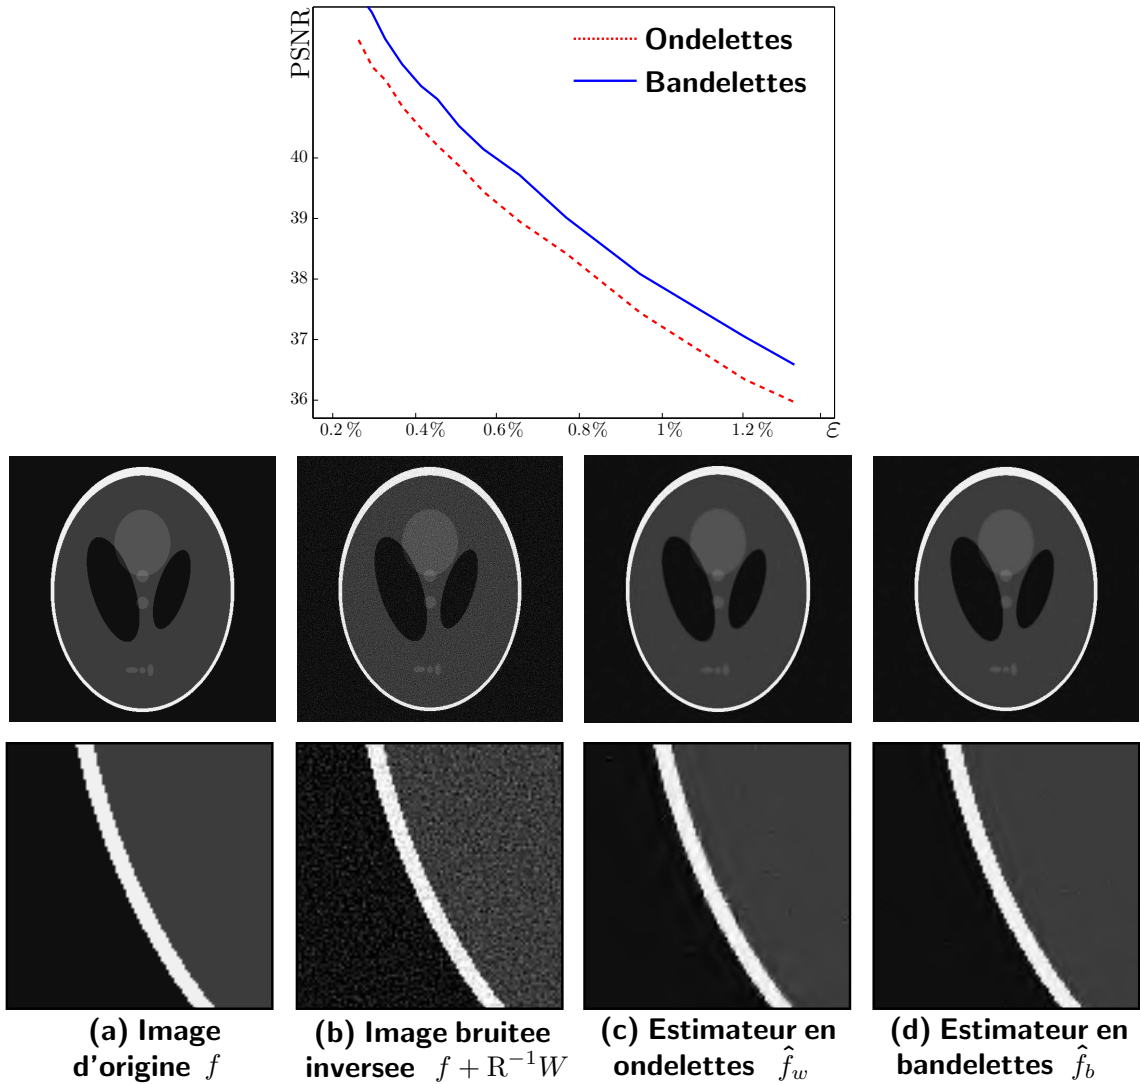 PSNR
Ondelettes
Bandelettes
40
39
38
37
36
0.2 % 0.4 % 0.6 % 0.8 % 1 % 1.2 % ε
(a) Image
d'origine f
(b) Image bruitee
inversee f + R⁻¹W
(c) Estimateur en
ondelettes f̂_w
(d) Estimateur en
bandelettes f̂_b